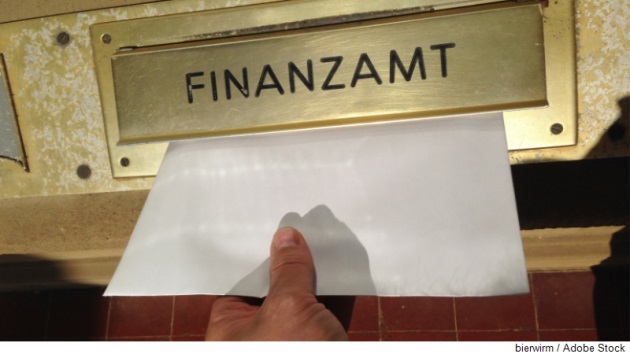 FINANZAMT
bierwirm / Adobe Stock